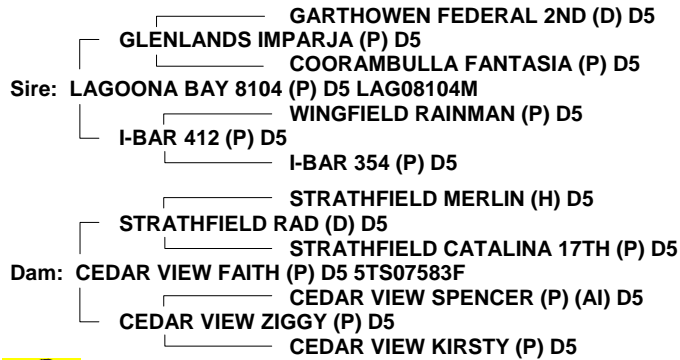 GARTHOWEN FEDERAL 2ND (D) D5
GLENLANDS IMPARJA (P) D5
COORAMBULLA FANTASIA (P) D5
Sire: LAGOONA BAY 8104 (P) D5 LAG08104M
WINGFIELD RAINMAN (P) D5
I-BAR 412 (P) D5
I-BAR 354 (P) D5
STRATHFIELD MERLIN (H) D5
STRATHFIELD RAD (D) D5
STRATHFIELD CATALINA 17TH (P) D5
Dam: CEDAR VIEW FAITH (P) D5 5TS07583F
CEDAR VIEW SPENCER (P) (AI) D5
CEDAR VIEW ZIGGY (P) D5
CEDAR VIEW KIRSTY (P) D5